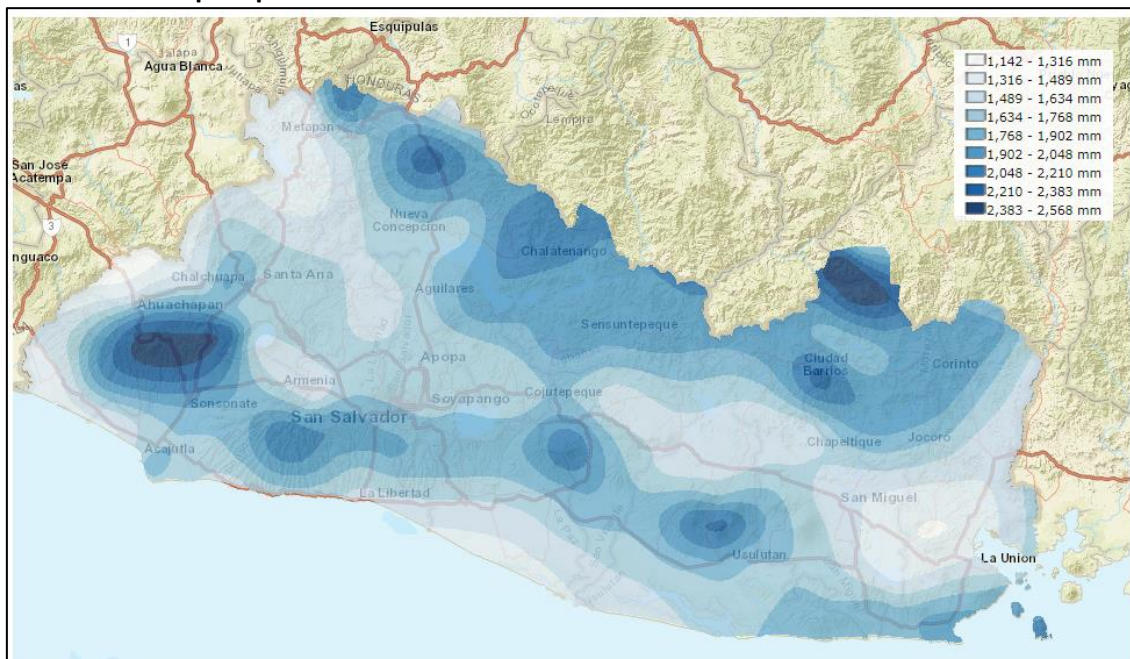 Esquipulas
1
Jalapa
Agua Blanca
Jutiapa
HONDURAS
Ocotepeque
Lempira
Metapan
San José
Acatempa
3
Nueva
Concepcion
Chalatenango
Chalchuapa
Santa Ana
Ahuachapan
Aguilares
Sensuntepeque
Ciudad
Barrios
Corinto
Apopa
Armenia
Cojutepeque
Soyapango
Sonsonate
San Salvador
Acajutla
Chapeltique
Jocoro
La Libertad
San Miguel
Usulutan
La Union
1,142 - 1,316 mm
1,316 - 1,489 mm
1,489 - 1,634 mm
1,634 - 1,768 mm
1,768 - 1,902 mm
1,902 - 2,048 mm
2,048 - 2,210 mm
2,210 - 2,383 mm
2,383 - 2,568 mm